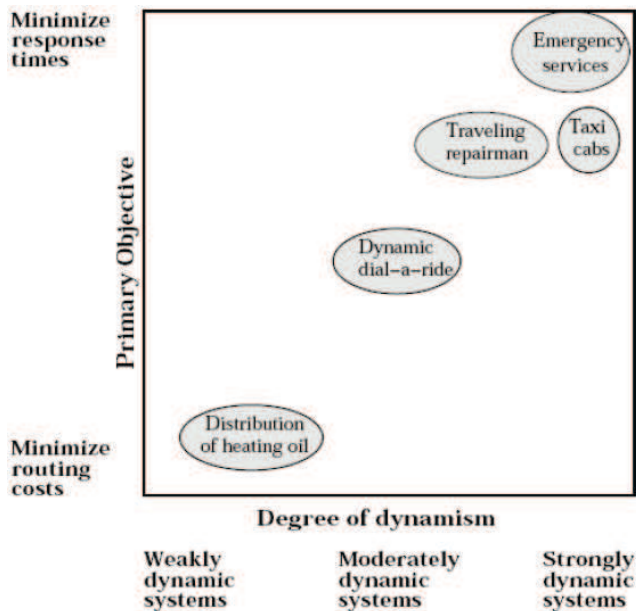 Minimize
response
times
Emergency
services
Traveling
repairman
Taxi
cabs
Primary Objective
Dynamic
dial-a-ride
Distribution
of heating oil
Minimize
routing
costs
Degree of dynamism
Weakly
dynamic
systems
Moderately
dynamic
systems
Strongly
dynamic
systems